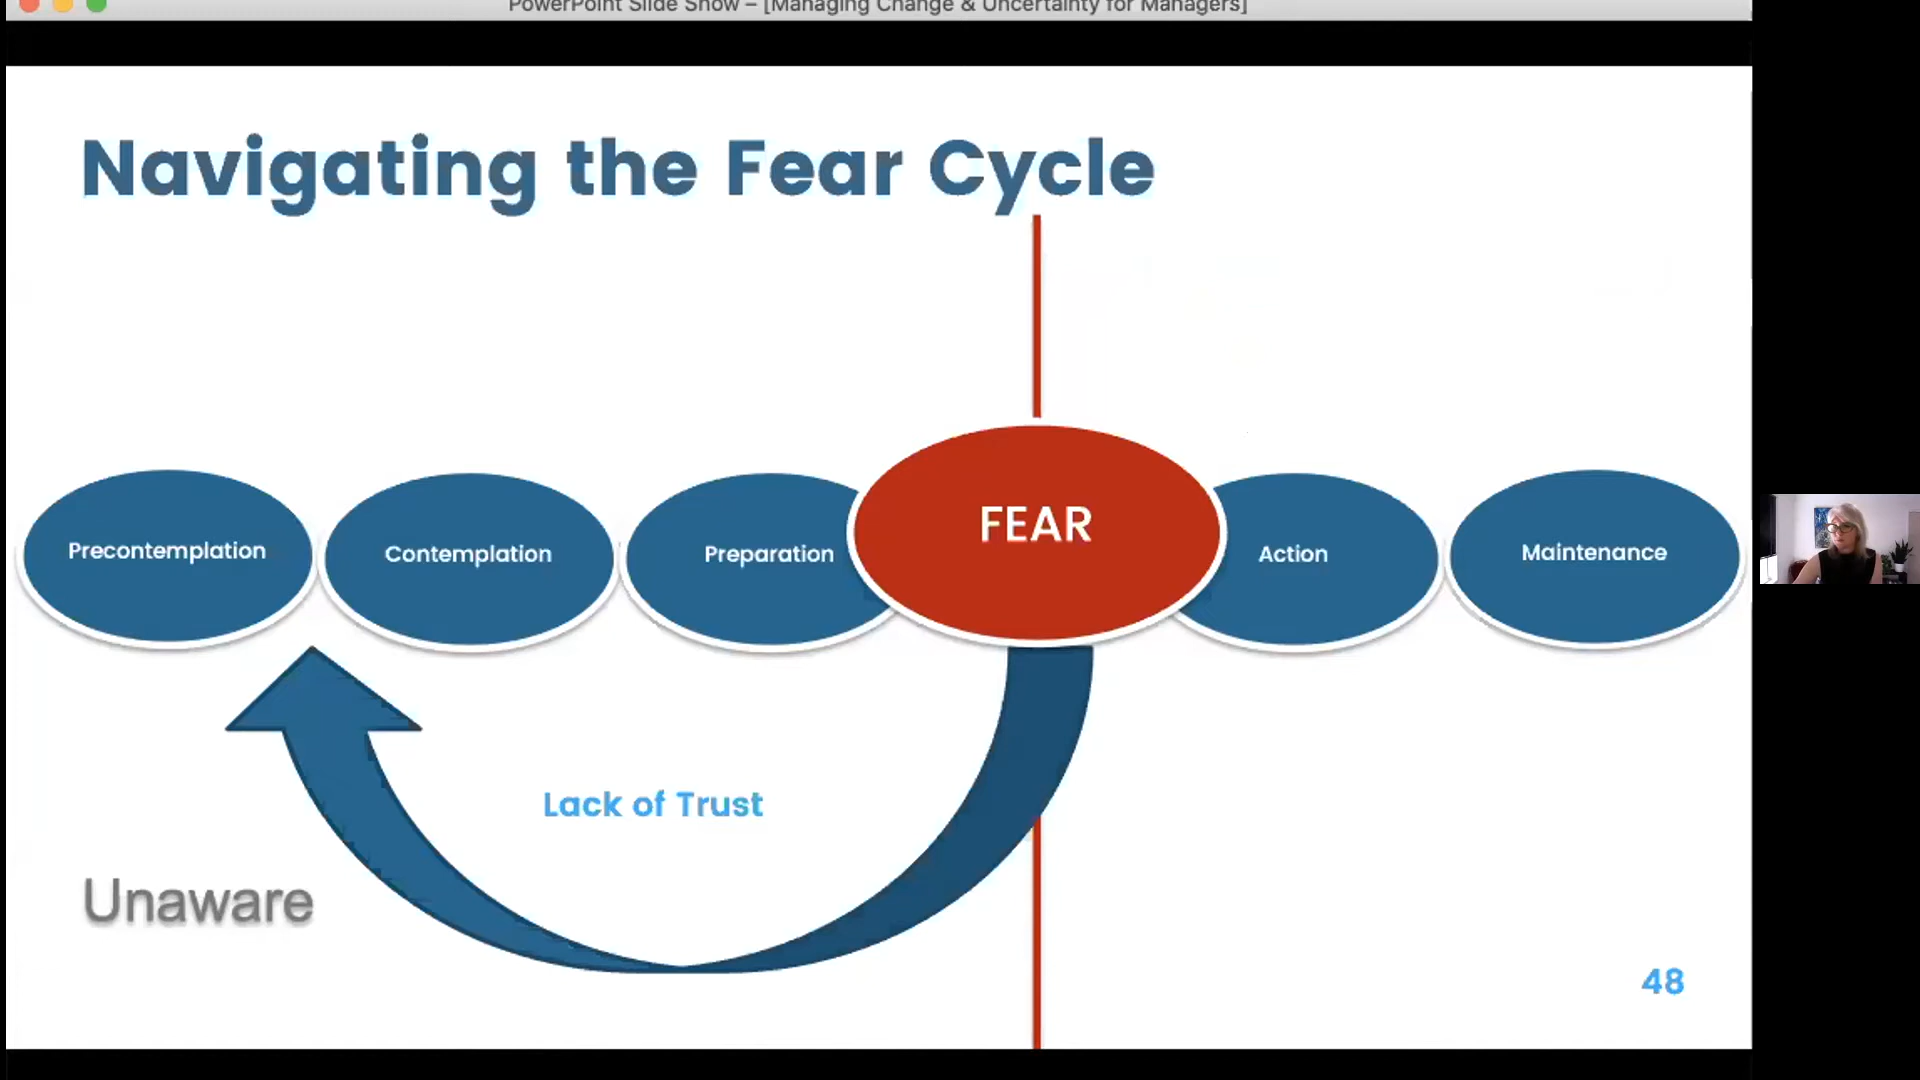 PowerPoint Slide Show – [Managing Change & Uncertainty for Managers]
Navigating the Fear Cycle
Precontemplation
Contemplation
Preparation
FEAR
Action
Maintenance
Lack of Trust
Unaware
48